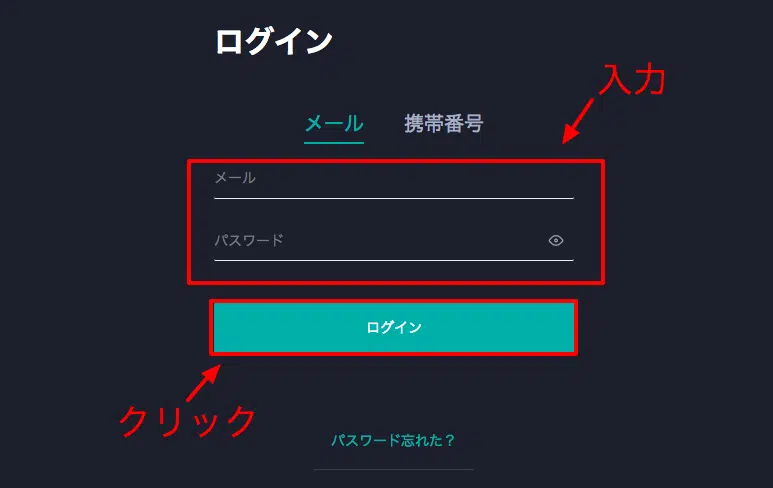 ログイン
入力
メール 携帯番号
メール
パスワード
ログイン
クリック
パスワード忘れた？